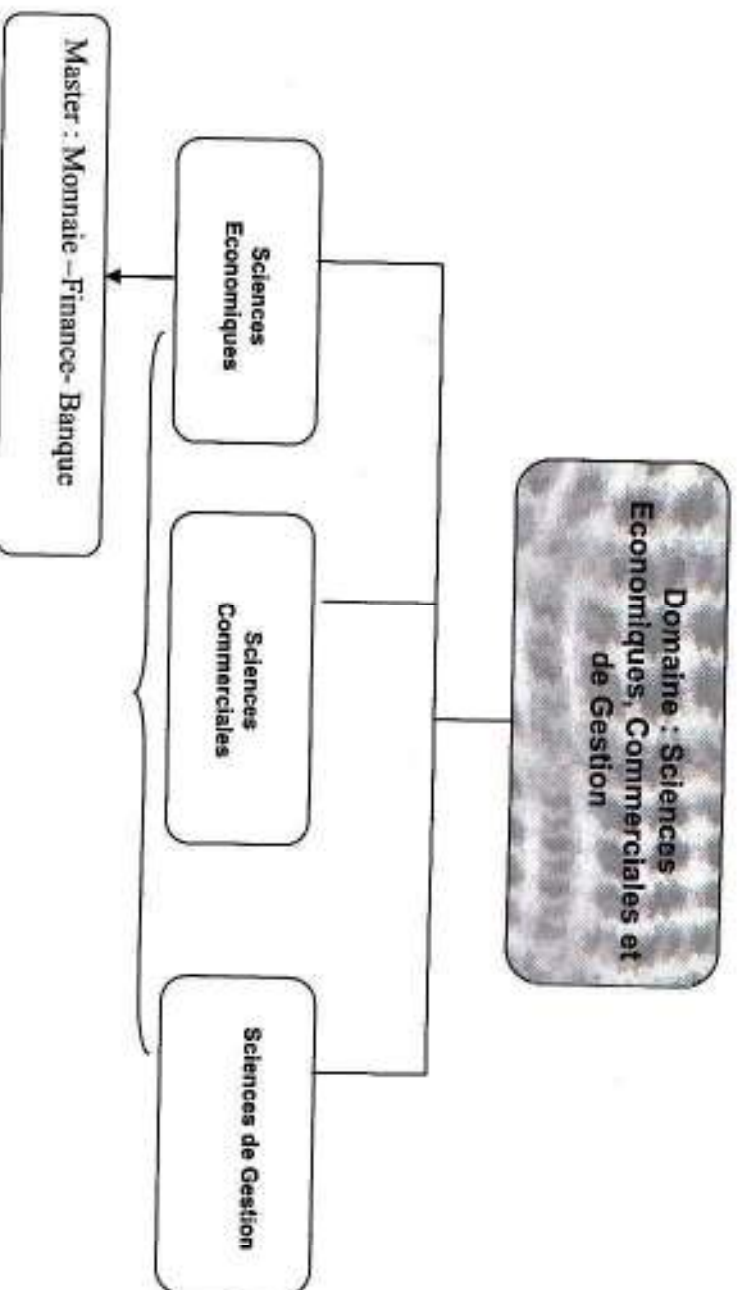 Domaine : Sciences
Economiques, Commerciales et
de Gestion
Sciences
Economiques
Sciences
Commerciales
Sciences de Gestion
Master : Monnaie –Finance- Banque